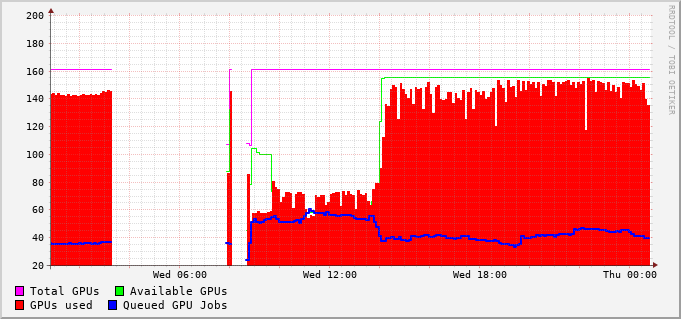 200
180
160
140
120
100
80
60
40
20
Wed 06:00 Wed 12:00 Wed 18:00 Thu 00:00
Total GPUs Available GPUs
GPUs used Queued GPU Jobs
RRDTOOL / TOBI OETIKER